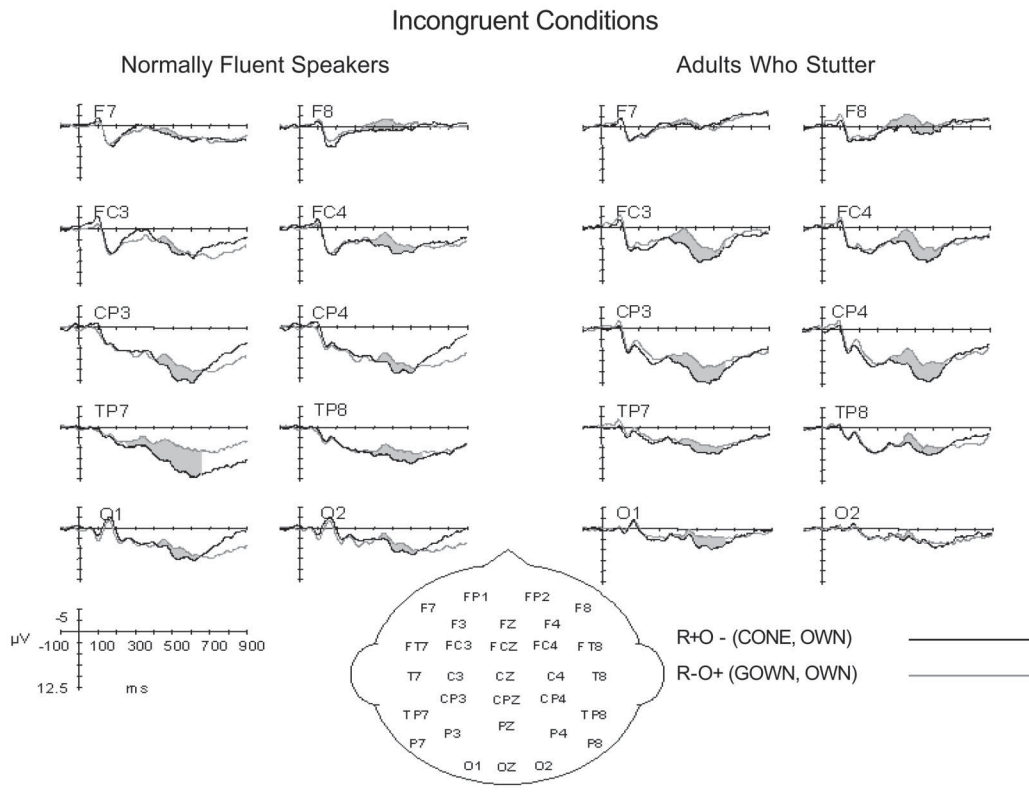 Incongruent Conditions
Normally Fluent Speakers
Adults Who Stutter
F7 F8 F7 F8
FC3 FC4 FC3 FC4
CP3 CP4 CP3 CP4
TP7 TP8 TP7 TP8
O1 O2 O1 O2
-5
µV
-100 100 300 500 700 900
12.5 ms
FP1 FP2
F7 F8
F3 FZ F4
FT7 FC3 FCZ FC4 FT8
T7 C3 CZ C4 T8
CP3 CPZ CP4
TP7 TP8
P3 PZ P4
P7 P8
O1 OZ O2
R+O - (CONE, OWN)
R-O+ (GOWN, OWN)